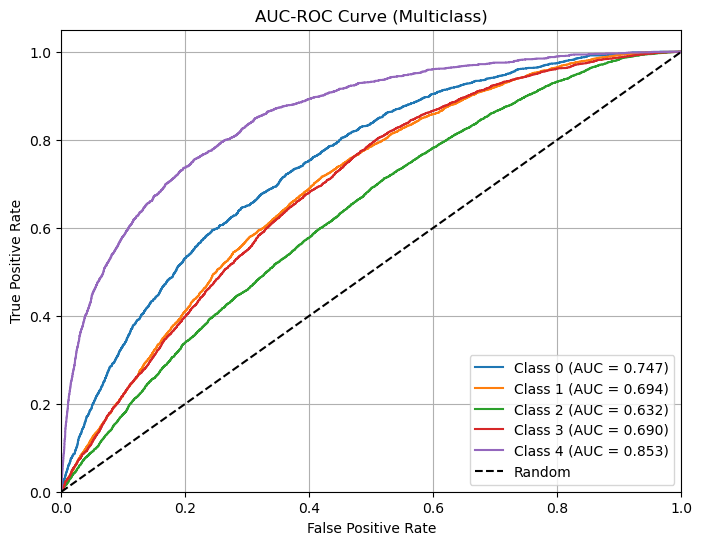 AUC-ROC Curve (Multiclass)
True Positive Rate
1.0
0.8
0.6
0.4
0.2
0.0
Class 0 (AUC = 0.747)
Class 1 (AUC = 0.694)
Class 2 (AUC = 0.632)
Class 3 (AUC = 0.690)
Class 4 (AUC = 0.853)
Random
0.0 0.2 0.4 0.6 0.8 1.0
False Positive Rate